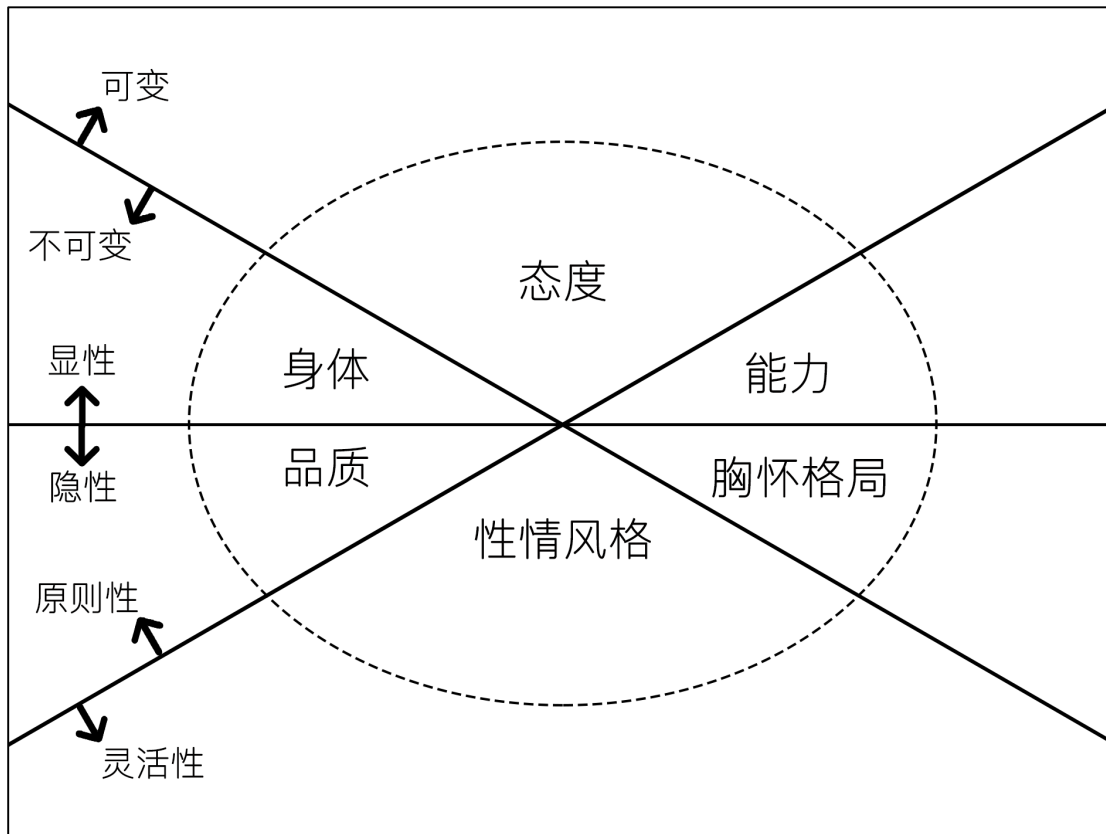 可变
不可变
态度
身体
能力
显性
隐性
品质
胸怀格局
性情风格
原则性
灵活性